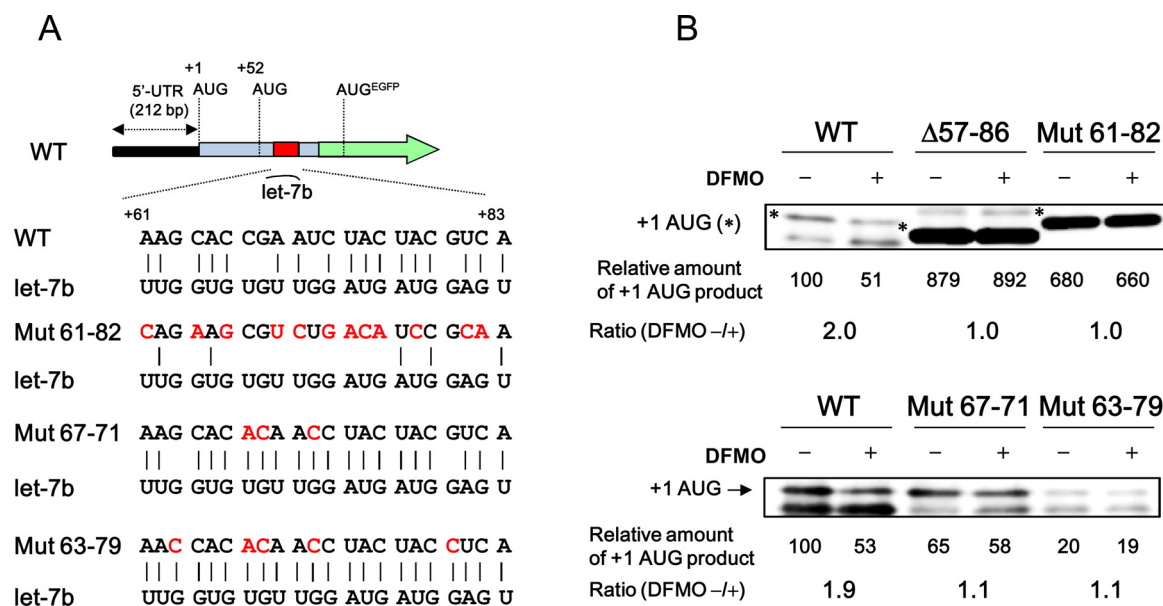 A
+1
+52
5'-UTR
(212 bp)
AUG
AUG
AUG^EGFP
WT
let-7b
+61
+83
WT AAG CAC CGA AUC UAC UAC GUC A
let-7b UUG GUG UGU UGG AUG AUG GAG U
Mut 61-82 CAG AAG CGU CUG ACA UCC GCA A
let-7b UUG GUG UGU UGG AUG AUG GAG U
Mut 67-71 AAG CAC ACA ACC UAC UAC GUC A
let-7b UUG GUG UGU UGG AUG AUG GAG U
Mut 63-79 AAC CAC ACA ACC UAC UAC CUC A
let-7b UUG GUG UGU UGG AUG AUG GAG U
B
WT Δ57-86 Mut 61-82
DFMO – + – + – +
+1 AUG (*) * * *
Relative amount
of +1 AUG product
100 51 879 892 680 660
Ratio (DFMO –/+) 2.0 1.0 1.0
WT Mut 67-71 Mut 63-79
DFMO – + – + – +
+1 AUG →
Relative amount
of +1 AUG product
100 53 65 58 20 19
Ratio (DFMO –/+) 1.9 1.1 1.1